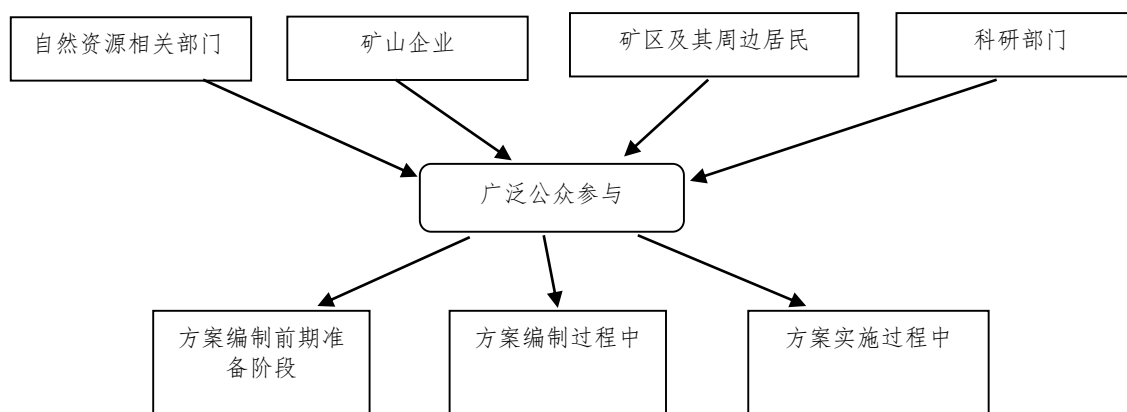 自然资源相关部门
矿山企业
矿区及其周边居民
科研部门
广泛公众参与
方案编制前期准
备阶段
方案编制过程中
方案实施过程中